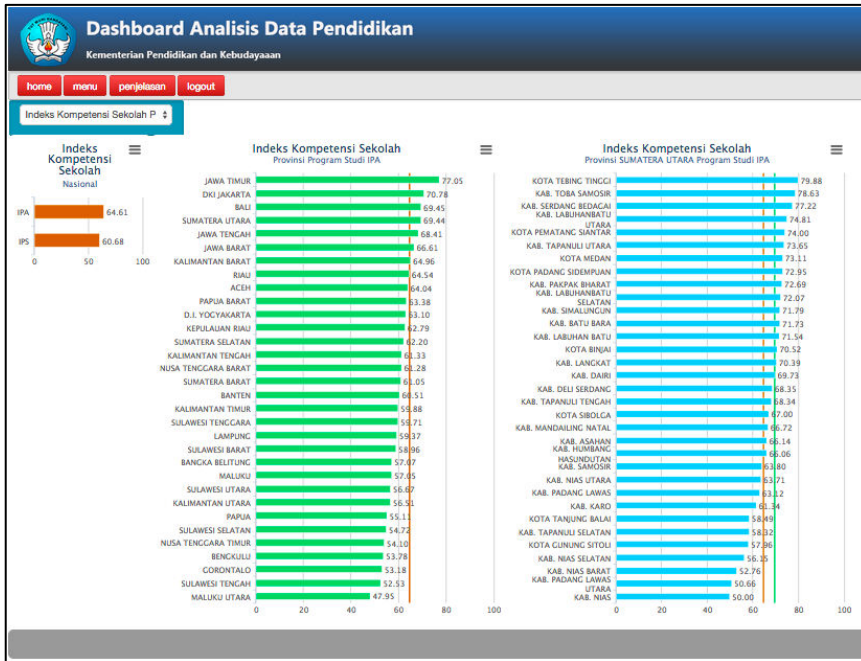 Dashboard Analisis Data Pendidikan
Kementerian Pendidikan dan Kebudayaaan
home menu penjelasan logout
Indeks Kompetensi Sekolah P
Indeks
Kompetensi
Sekolah
Nasional
IPA 64.61
IPS 60.68
0 50 100
Indeks Kompetensi Sekolah
Provinsi Program Studi IPA
JAWA TIMUR 77.05
DKI JAKARTA 70.78
BALI 69.45
SUMATERA UTARA 69.44
JAWA TENGAH 68.41
JAWA BARAT 66.61
KALIMANTAN BARAT 64.96
RIAU 64.54
ACEH 64.04
PAPUA BARAT 63.38
D.I. YOGYAKARTA 63.10
KEPULAUAN RIAU 62.79
SUMATERA SELATAN 62.20
KALIMANTAN TENGAH 61.33
NUSA TENGGARA BARAT 61.28
SUMATERA BARAT 61.05
BANTEN 60.51
KALIMANTAN TIMUR 59.88
SULAWESI TENGGARA 59.71
LAMPUNG 59.37
SULAWESI BARAT 58.96
BANGKA BELITUNG 57.07
MALUKU 57.05
SULAWESI UTARA 56.67
KALIMANTAN UTARA 56.51
PAPUA 55.11
SULAWESI SELATAN 54.72
NUSA TENGGARA TIMUR 54.10
BENGKULU 53.78
GORONTALO 53.18
SULAWESI TENGAH 52.53
MALUKU UTARA 47.95
0 20 40 60 80 100
Indeks Kompetensi Sekolah
Provinsi SUMATERA UTARA Program Studi IPA
KOTA TEBING TINGGI 79.88
KAB. TOBA SAMOSIR 78.63
KAB. SERDANG BEDAGAI 77.22
KAB. LABUHANBATU
UTARA 74.81
KOTA PEMATANG SIANTAR 74.00
KAB. TAPANULI UTARA 73.65
KOTA MEDAN 73.11
KOTA PADANG SIDEMPUAN 72.95
KAB. PAKPAK BHARAT 72.69
KAB. LABUHANBATU
SELATAN 72.07
KAB. SIMALUNGUN 71.79
KAB. BATU BARA 71.73
KAB. LABUHAN BATU 71.54
KOTA BINJAI 70.52
KAB. LANGKAT 70.39
KAB. DAIRI 69.73
KAB. DELI SERDANG 68.35
KAB. TAPANULI TENGAH 68.34
KOTA SIBOLGA 67.00
KAB. MANDAILING NATAL 66.72
KAB. ASAHAN 66.14
KAB. HUMBANG
HASUNDUTAN 66.06
KAB. SAMOSIR 63.80
KAB. NIAS UTARA 63.71
KAB. PADANG LAWAS 63.12
KAB. KARO 61.34
KOTA TANJUNG BALAI 58.49
KAB. TAPANULI SELATAN 58.32
KOTA GUNUNG SITOLI 57.96
KAB. NIAS SELATAN 56.15
KAB. NIAS BARAT 52.76
KAB. PADANG LAWAS
UTARA 50.66
KAB. NIAS 50.00
0 20 40 60 80 100